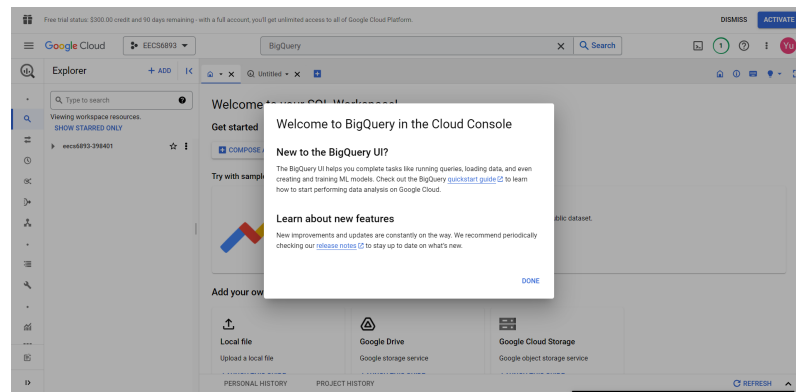 Free trial status: $300.00 credit and 90 days remaining - with a full account, you'll get unlimited access to all of Google Cloud Platform.
DISMISS
ACTIVATE
Google Cloud
EECS6893
BigQuery
Search
1
Yu
Explorer
+ ADD
Untitled
Type to search
Viewing workspace resources.
SHOW STARRED ONLY
eecs6893-398401
Welcome to your SQL Workspace!
Get started
COMPOSE A
Try with sampl
ublic dataset.
Add your ow
Welcome to BigQuery in the Cloud Console
New to the BigQuery UI?
The BigQuery UI helps you complete tasks like running queries, loading data, and even
creating and training ML models. Check out the BigQuery quickstart guide to learn
how to start performing data analysis on Google Cloud.
Learn about new features
New improvements and updates are constantly on the way. We recommend periodically
checking our release notes to stay up to date on what's new.
DONE
Local file
Upload a local file
Google Drive
Google storage service
Google Cloud Storage
Google object storage service
PERSONAL HISTORY
PROJECT HISTORY
REFRESH